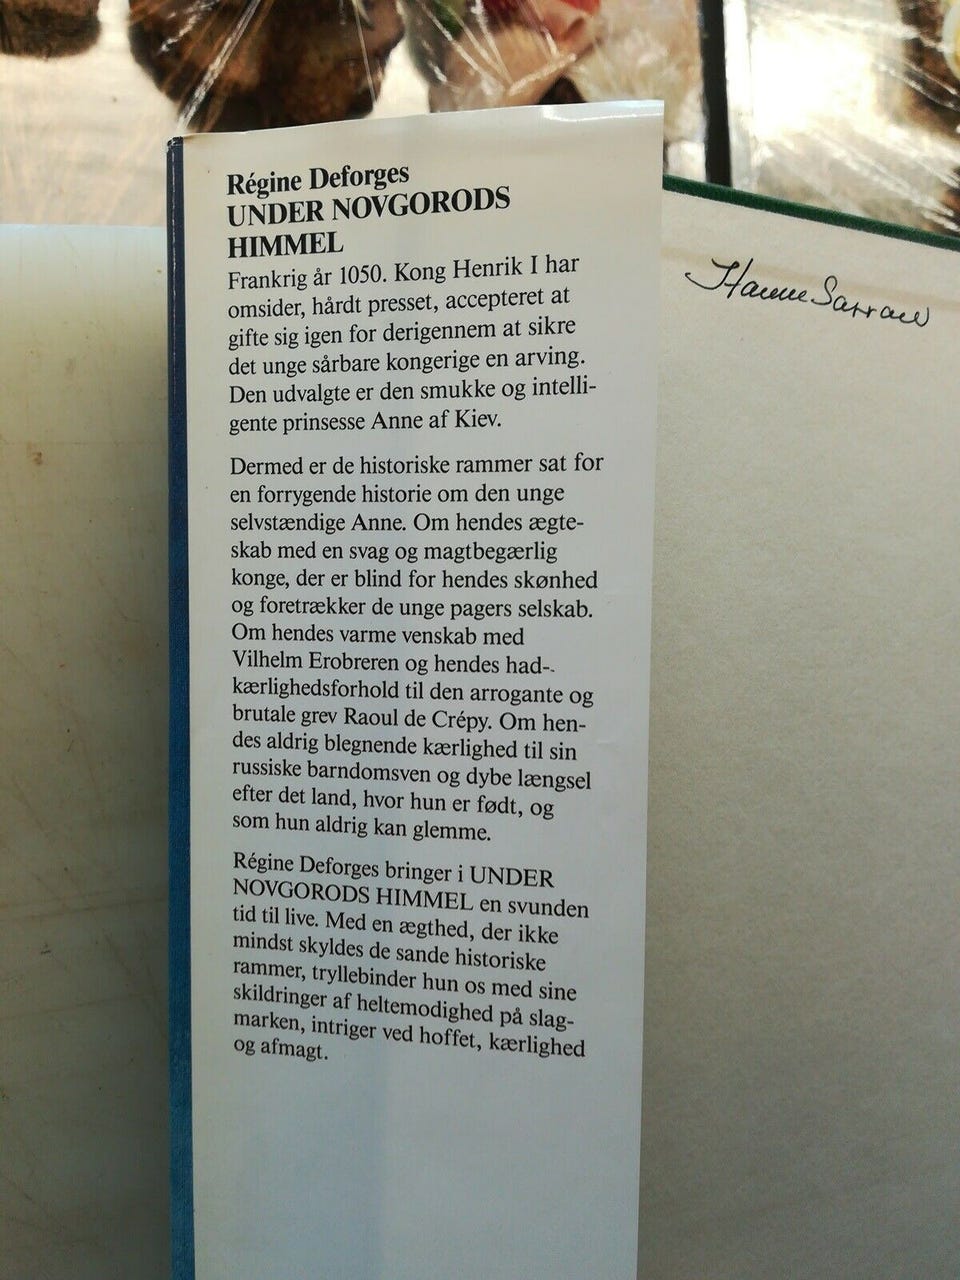 Régine Deforges
UNDER NOVGORODS
HIMMEL
Frankrig år 1050. Kong Henrik I har
omsider, hårdt presset, accepteret at
gifte sig igen for derigennem at sikre
det unge sårbare kongerige en arving.
Den udvalgte er den smukke og intelli-
gente prinsesse Anne af Kiev.
Dermed er de historiske rammer sat for
en forrygende historie om den unge
selvstændige Anne. Om hendes ægte-
skab med en svag og magtbegærlig
konge, der er blind for hendes skønhed
og foretrækker de unge pagers selskab.
Om hendes varme venskab med
Vilhelm Erobreren og hendes had-
kærlighedsforhold til den arrogante og
brutale grev Raoul de Crépy. Om hen-
des aldrig blegnende kærlighed til sin
russiske barndomsven og dybe længsel
efter det land, hvor hun er født, og
som hun aldrig kan glemme.
Régine Deforges bringer i UNDER
NOVGORODS HIMMEL en svunden
tid til live. Med en ægthed, der ikke
mindst skyldes de sande historiske
rammer, tryllebinder hun os med sine
skildringer af heltemodighed på slag-
marken, intriger ved hoffet, kærlighed
og afmagt.
Hanne